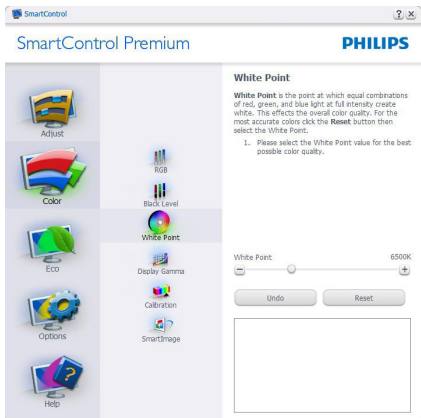 SmartControl
? ×
SmartControl Premium
PHILIPS
Adjust
Color
Eco
Options
Help
RGB
Black Level
White Point
Display Gamma
Calibration
SmartImage
White Point
White Point is the point at which equal combinations
of red, green, and blue light at full intensity create
white. This effects the overall color quality. For the
most accurate colors click the Reset button then
select the White Point.
1. Please select the White Point value for the best
possible color quality.
White Point 6500K
Undo Reset